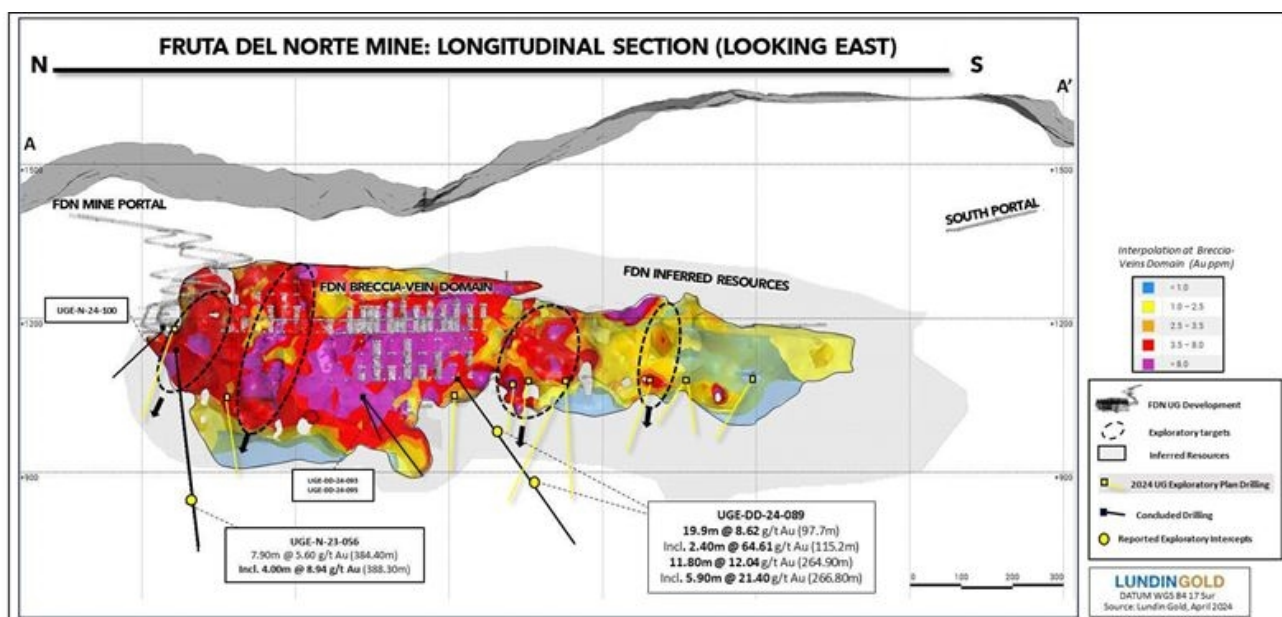 FRUTA DEL NORTE MINE: LONGITUDINAL SECTION (LOOKING EAST)
N
S
A
A'
+1500
+1500
FDN MINE PORTAL
SOUTH PORTAL
FDN INFERRED RESOURCES
FDN BRECCIA-VEIN DOMAIN
UGE-N-24-100
+1200
+1200
+900
+900
UGE-DD-24-093
UGE-DD-24-095
UGE-N-23-056
7.90m @ 5.60 g/t Au (384.40m)
Incl. 4.00m @ 8.94 g/t Au (388.30m)
UGE-DD-24-089
19.9m @ 8.62 g/t Au (97.7m)
Incl. 2.40m @ 64.61 g/t Au (115.2m)
11.80m @ 12.04 g/t Au (264.90m)
Incl. 5.90m @ 21.40 g/t Au (266.80m)
0 100 200 300
Interpolation at Breccia-
Veins Domain (Au ppm)
< 1.0
1.0 – 2.5
2.5 – 3.5
3.5 – 8.0
> 8.0
FDN UG Development
Exploratory targets
Inferred Resources
2024 UG Exploratory Plan Drilling
Concluded Drilling
Reported Exploratory Intercepts
LUNDINGOLD
DATUM WGS 84 17 Sur
Source: Lundin Gold, April 2024